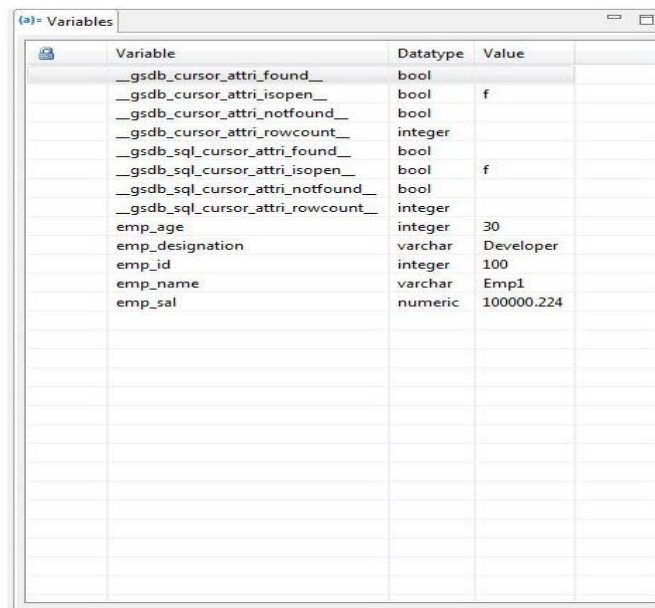 (x)= Variables
Variable Datatype Value
__gsdb_cursor_attri_found__ bool
__gsdb_cursor_attri_isopen__ bool f
__gsdb_cursor_attri_notfound__ bool
__gsdb_cursor_attri_rowcount__ integer
__gsdb_sql_cursor_attri_found__ bool
__gsdb_sql_cursor_attri_isopen__ bool f
__gsdb_sql_cursor_attri_notfound__ bool
__gsdb_sql_cursor_attri_rowcount__ integer
emp_age integer 30
emp_designation varchar Developer
emp_id integer 100
emp_name varchar Emp1
emp_sal numeric 100000.224